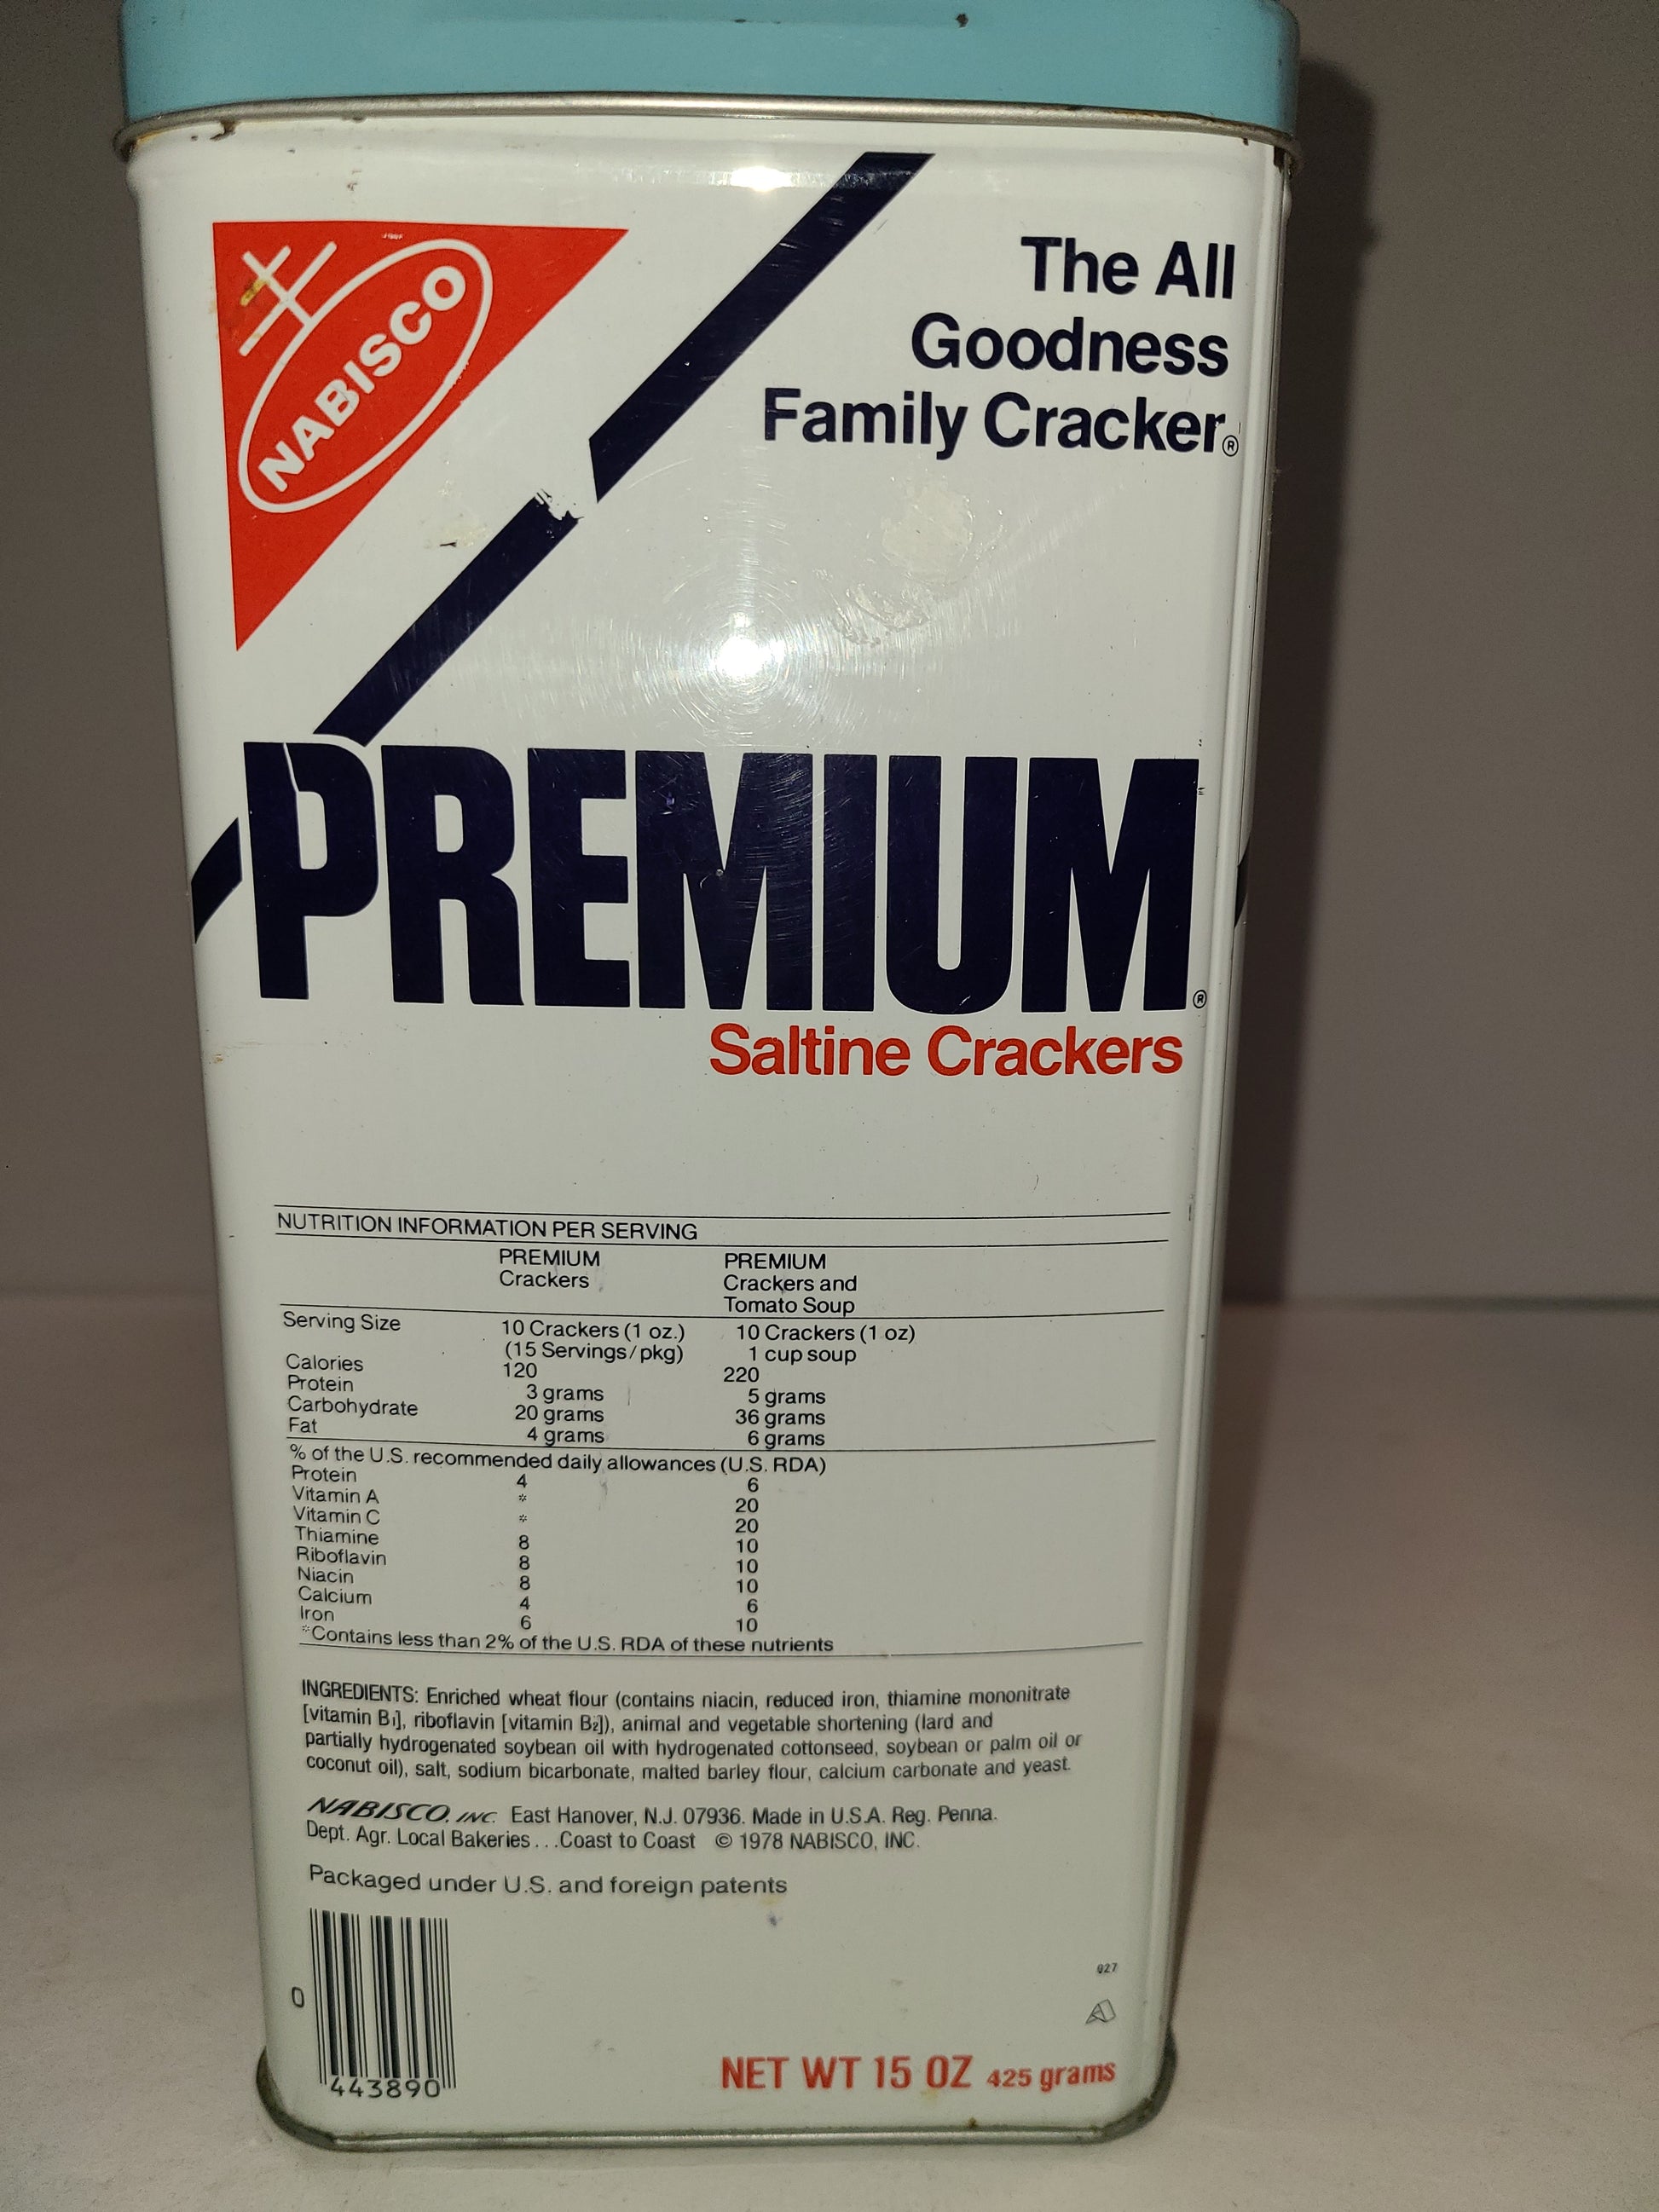 NABISCO
The All
Goodness
Family Cracker®
PREMIUM®
Saltine Crackers
NUTRITION INFORMATION PER SERVING
PREMIUM Crackers
PREMIUM Crackers and Tomato Soup
Serving Size 10 Crackers (1 oz.) 10 Crackers (1 oz)
(15 Servings/pkg) 1 cup soup
Calories 120 220
Protein 3 grams 5 grams
Carbohydrate 20 grams 36 grams
Fat 4 grams 6 grams
% of the U.S. recommended daily allowances (U.S. RDA)
Protein 4 6
Vitamin A * 20
Vitamin C * 20
Thiamine 8 10
Riboflavin 8 10
Niacin 8 10
Calcium 4 6
Iron 6 10
*Contains less than 2% of the U.S. RDA of these nutrients
INGREDIENTS: Enriched wheat flour (contains niacin, reduced iron, thiamine mononitrate
[vitamin B₁], riboflavin [vitamin B₂]), animal and vegetable shortening (lard and
partially hydrogenated soybean oil with hydrogenated cottonseed, soybean or palm oil or
coconut oil), salt, sodium bicarbonate, malted barley flour, calcium carbonate and yeast.
NABISCO, INC. East Hanover, N.J. 07936. Made in U.S.A. Reg. Penna.
Dept. Agr. Local Bakeries . . .Coast to Coast © 1978 NABISCO, INC.
Packaged under U.S. and foreign patents
027
0
443890
NET WT 15 OZ 425 grams